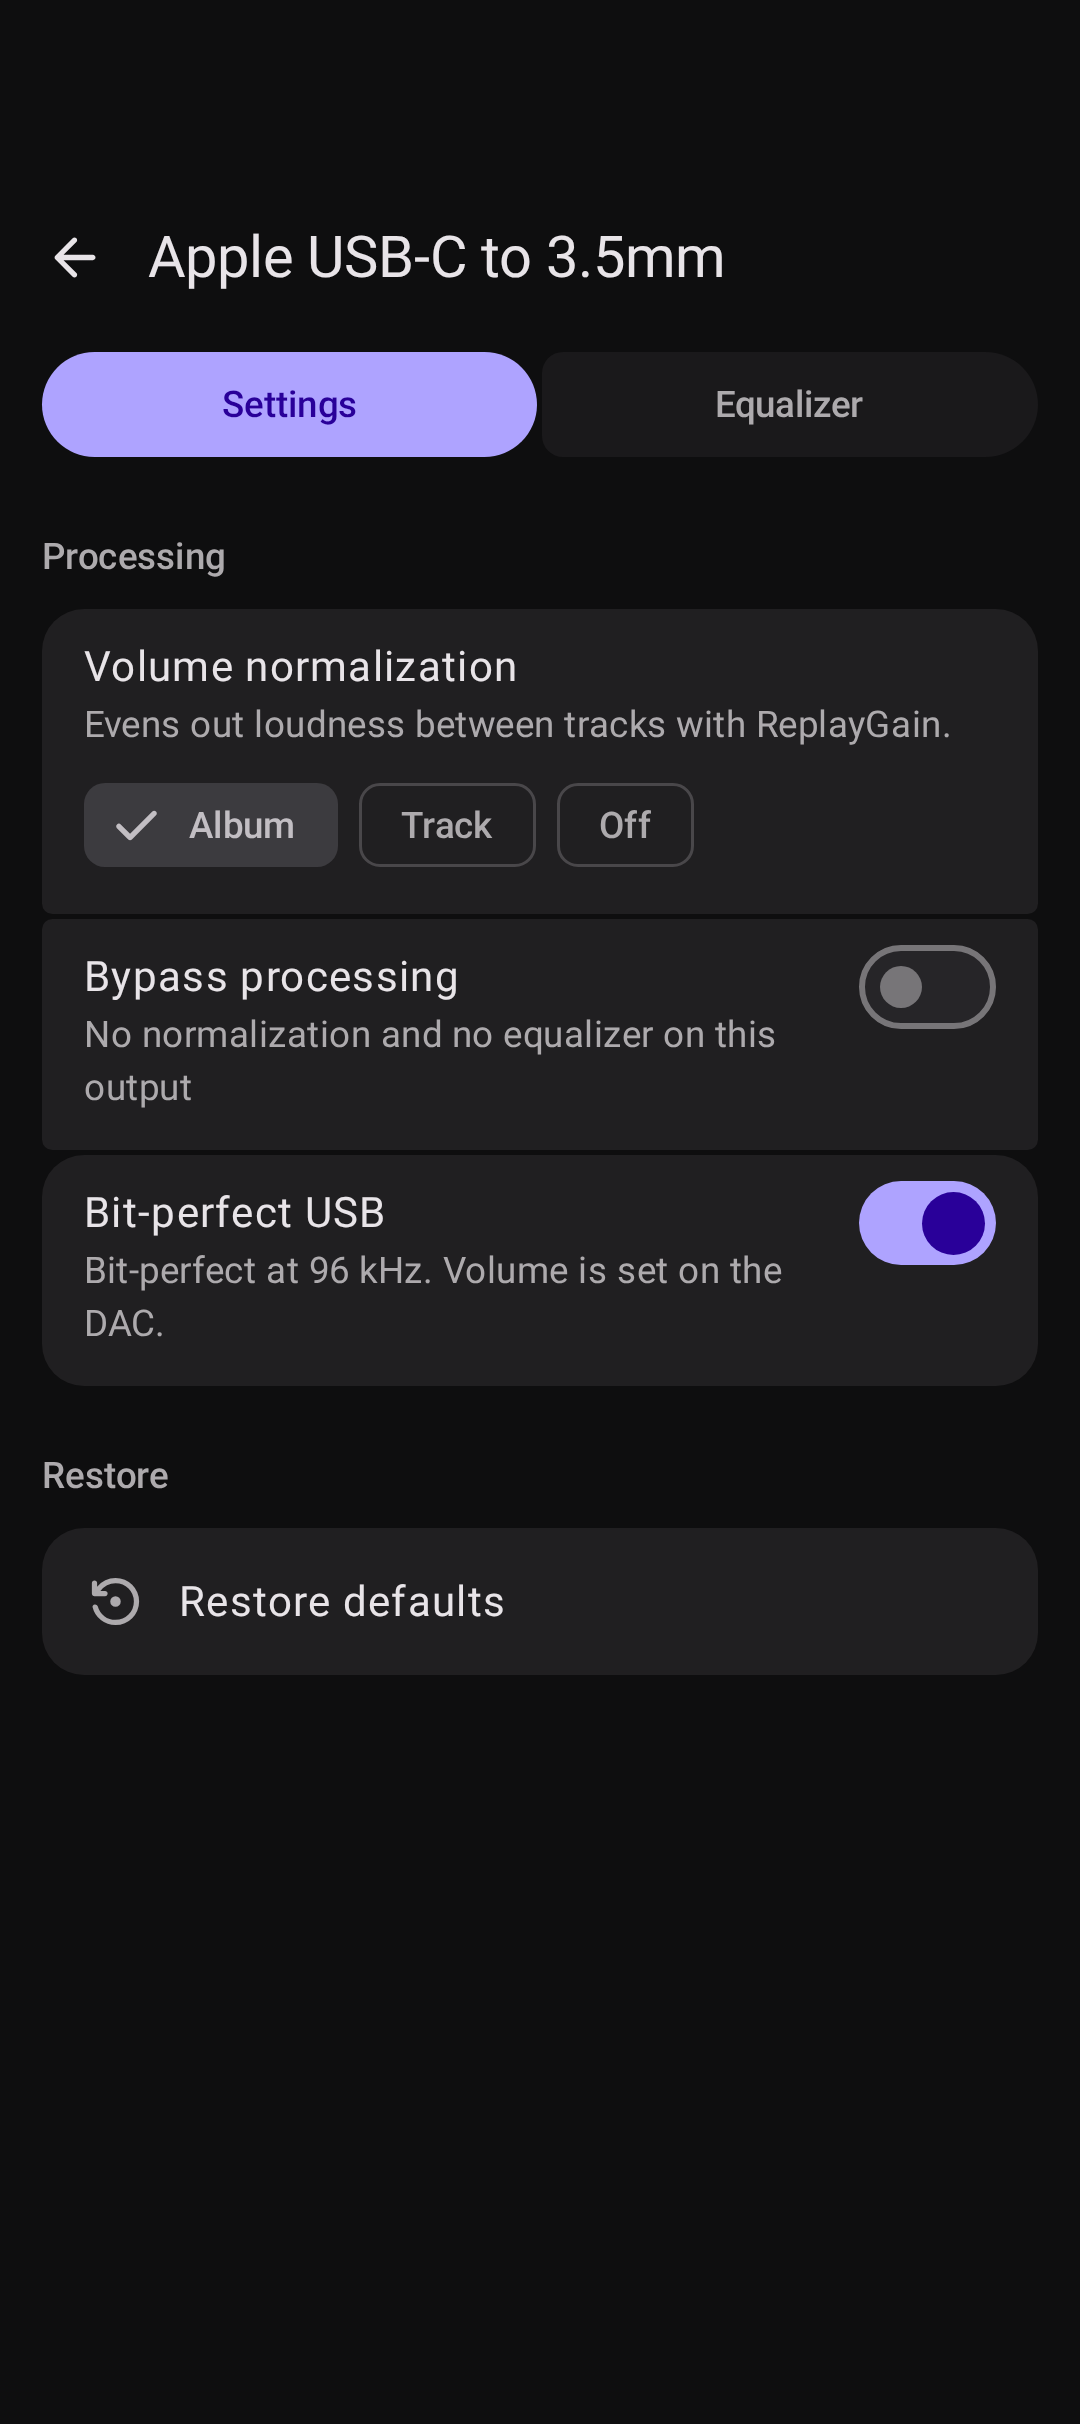 Apple USB-C to 3.5mm
Settings
Equalizer
Processing
Volume normalization
Evens out loudness between tracks with ReplayGain.
Album
Track
Off
Bypass processing
No normalization and no equalizer on this
output
Bit-perfect USB
Bit-perfect at 96 kHz. Volume is set on the
DAC.
Restore
Restore defaults